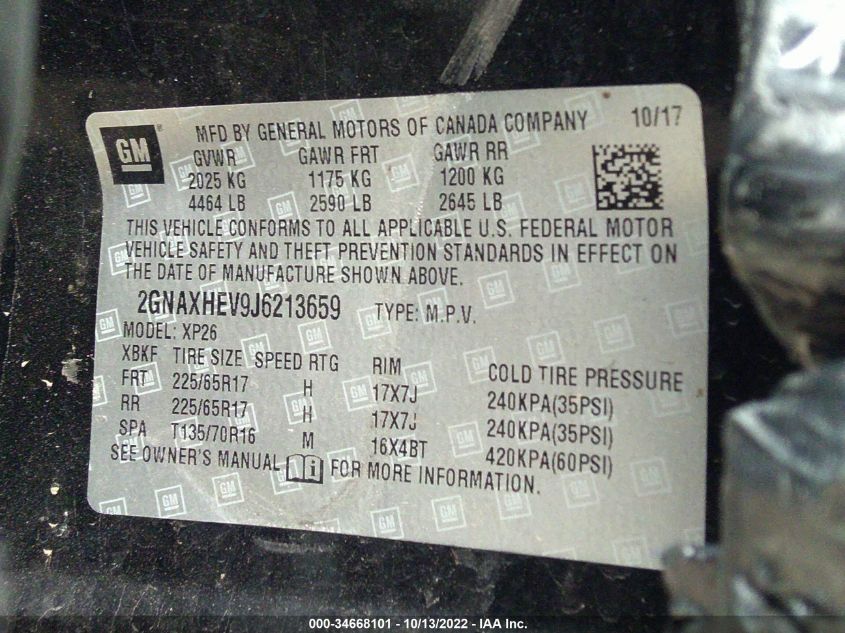 GM MFD BY GENERAL MOTORS OF CANADA COMPANY 10/17
GVWR GAWR FRT GAWR RR
2025 KG 1175 KG 1200 KG
4464 LB 2590 LB 2645 LB
THIS VEHICLE CONFORMS TO ALL APPLICABLE U.S. FEDERAL MOTOR
VEHICLE SAFETY AND THEFT PREVENTION STANDARDS IN EFFECT ON
THE DATE OF MANUFACTURE SHOWN ABOVE.
2GNAXHEV9J6213659 TYPE: M.P.V.
MODEL: XP26
XBKF TIRE SIZE SPEED RTG RIM COLD TIRE PRESSURE
FRT 225/65R17 H 17X7J 240KPA(35PSI)
RR 225/65R17 H 17X7J 240KPA(35PSI)
SPA T135/70R16 M 16X4BT 420KPA(60PSI)
SEE OWNER'S MANUAL FOR MORE INFORMATION.
000-34668101 - 10/13/2022 - IAA Inc.